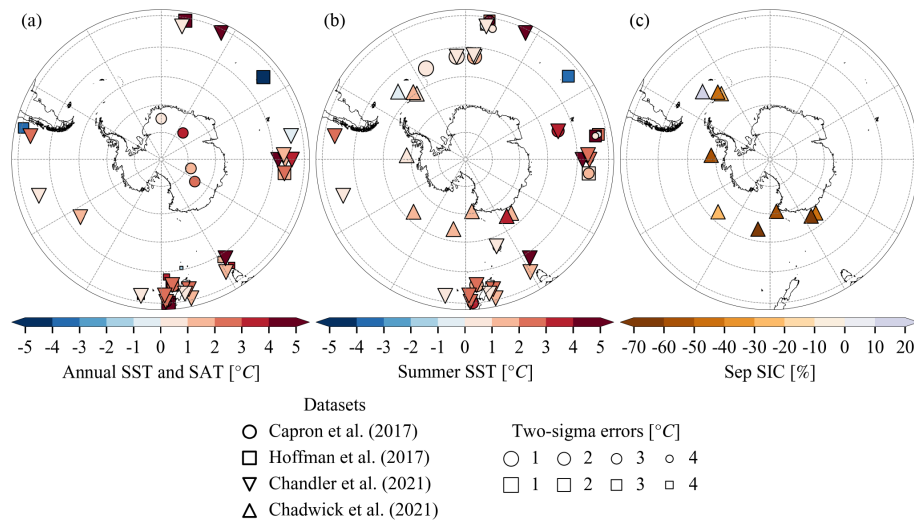 (a) (b) (c)
-5 -4 -3 -2 -1 0 1 2 3 4 5
Annual SST and SAT [°C]
-5 -4 -3 -2 -1 0 1 2 3 4 5
Summer SST [°C]
-70 -60 -50 -40 -30 -20 -10 0 10 20
Sep SIC [%]
Datasets
Capron et al. (2017)
Hoffman et al. (2017)
Chandler et al. (2021)
Chadwick et al. (2021)
Two-sigma errors [°C]
1 2 3 4
1 2 3 4